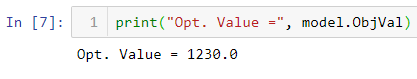 In [7]: 1 print("Opt. Value =", model.ObjVal)
Opt. Value = 1230.0